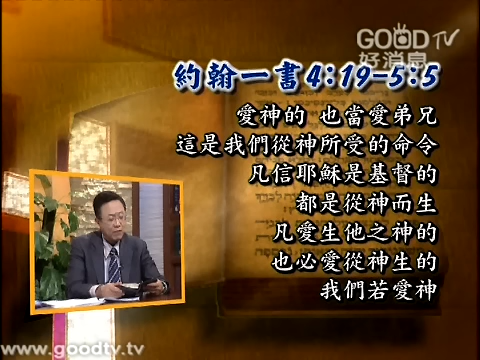 GOOD TV
好消息
約翰一書4:19-5:5
愛神的 也當愛弟兄
這是我們從神所受的命令
凡信耶穌是基督的
都是從神而生
凡愛生他之神的
也必愛從神生的
我們若愛神
www.goodtv.tv